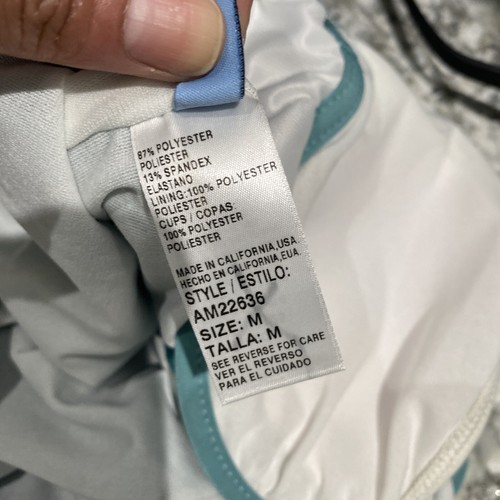 87% POLYESTER
POLIESTER
13% SPANDEX
ELASTANO
LINING:100% POLYESTER
POLIESTER
CUPS / COPAS
100% POLYESTER
POLIESTER
MADE IN CALIFORNIA,USA.
HECHO EN CALIFORNIA,EUA.
STYLE / ESTILO:
AM22636
SIZE: M
TALLA: M
SEE REVERSE FOR CARE
VER EL REVERSO
PARA EL CUIDADO